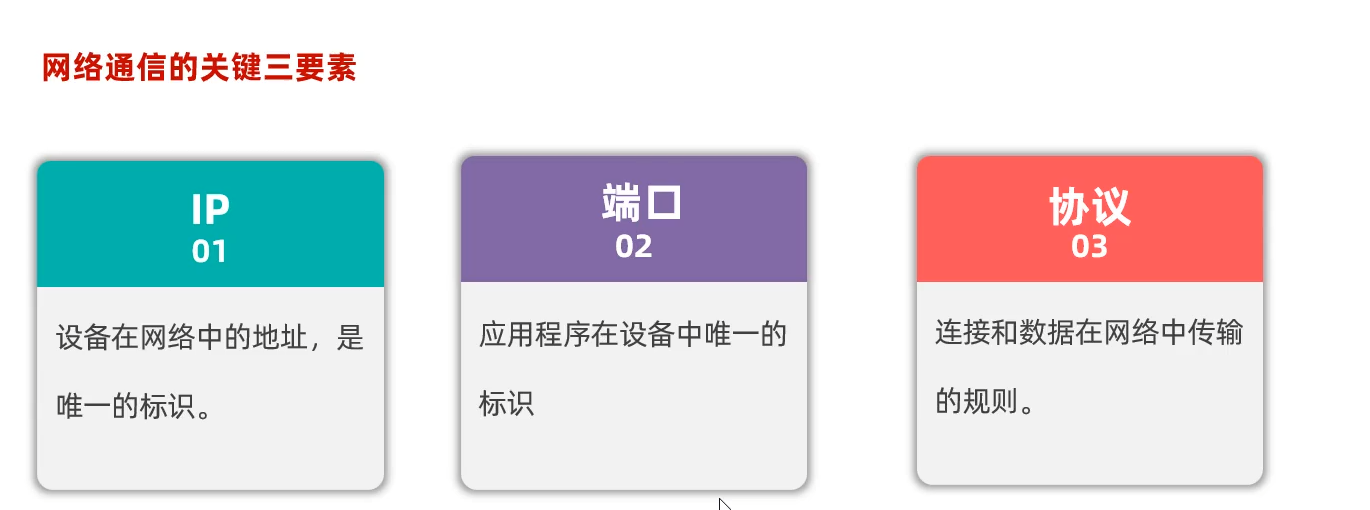 网络通信的关键三要素
IP
01
设备在网络中的地址，是
唯一的标识。
端口
02
应用程序在设备中唯一的
标识
协议
03
连接和数据在网络中传输
的规则。